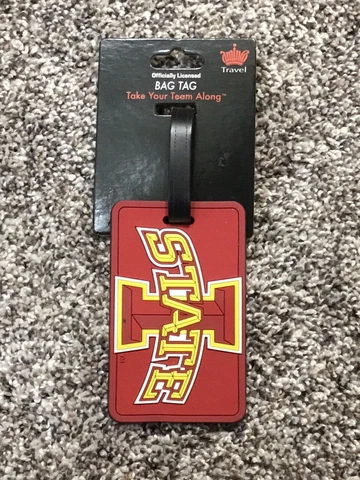 Officially Licensed
BAG TAG
Take Your Team Along™
Travel
I
STATE